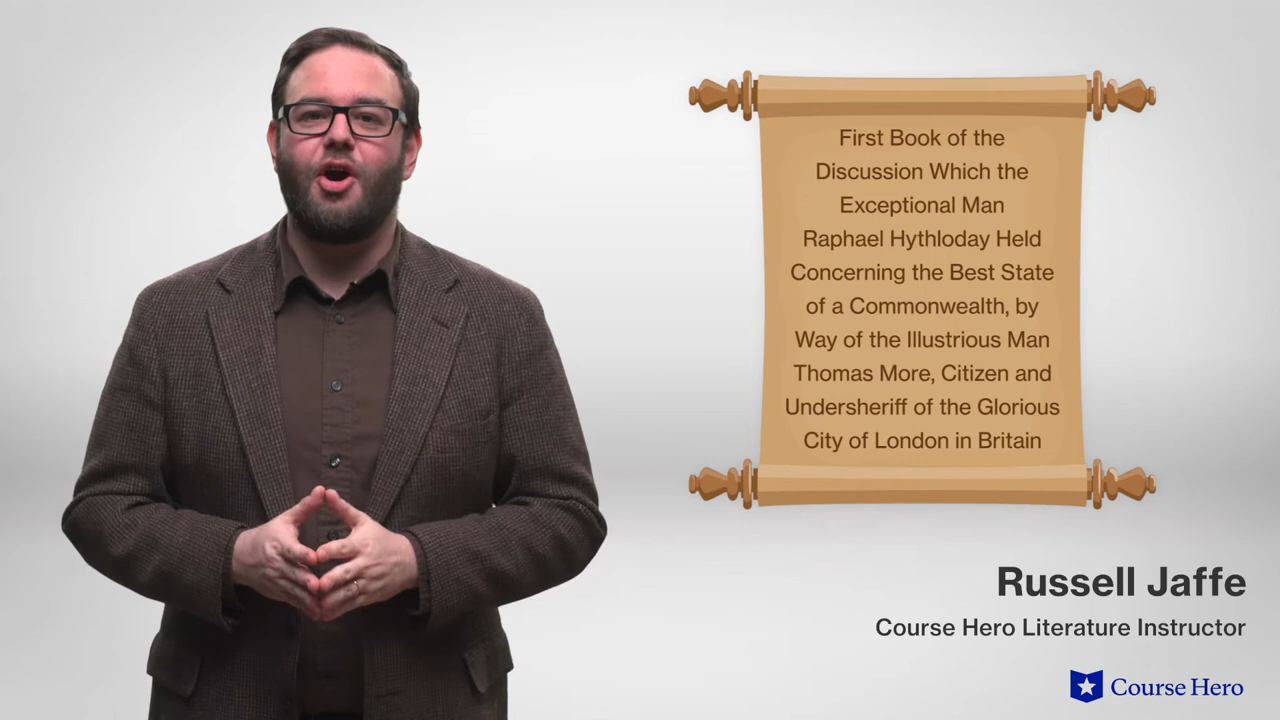 First Book of the
Discussion Which the
Exceptional Man
Raphael Hythloday Held
Concerning the Best State
of a Commonwealth, by
Way of the Illustrious Man
Thomas More, Citizen and
Undersheriff of the Glorious
City of London in Britain
Russell Jaffe
Course Hero Literature Instructor
Course Hero